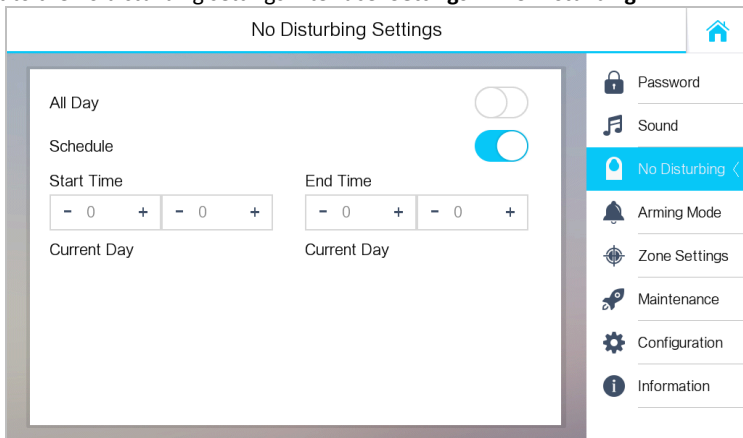 No Disturbing Settings
All Day
Schedule
Start Time End Time
- 0 + - 0 + - 0 + - 0 +
Current Day Current Day
Password
Sound
No Disturbing
Arming Mode
Zone Settings
Maintenance
Configuration
Information